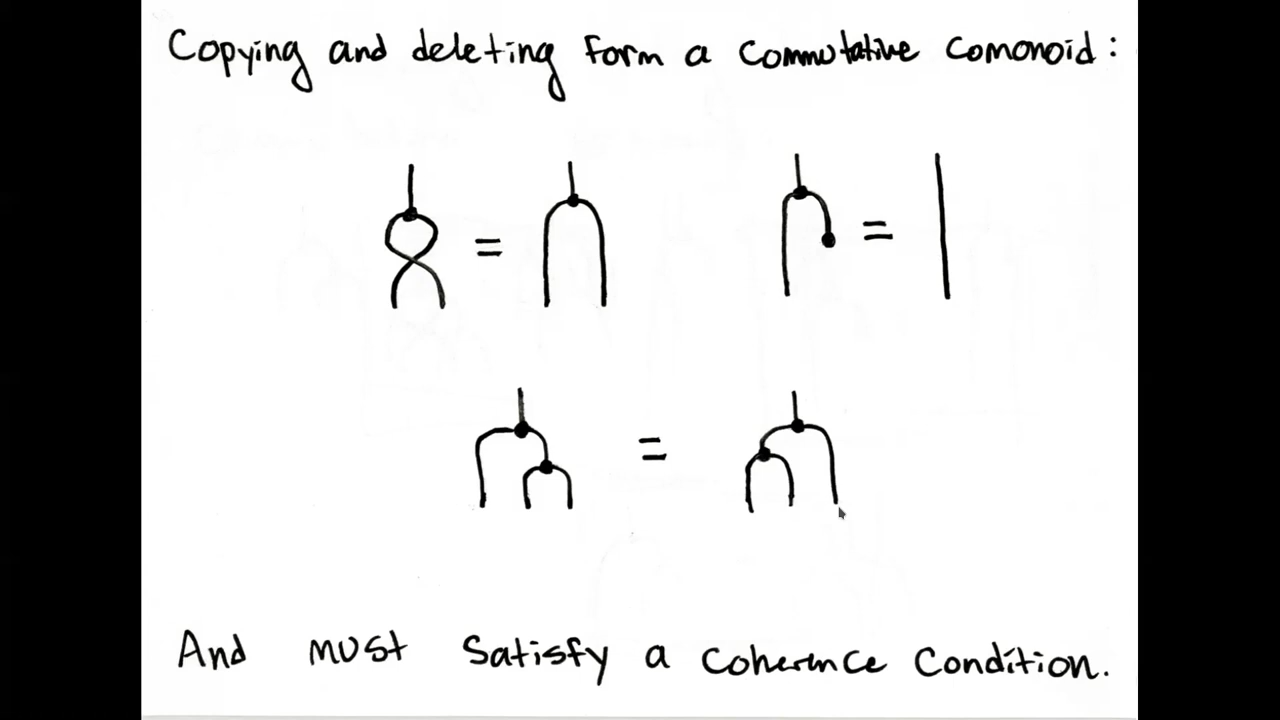 Copying and deleting form a commutative comonoid:
=
=
=
And must satisfy a coherence condition.